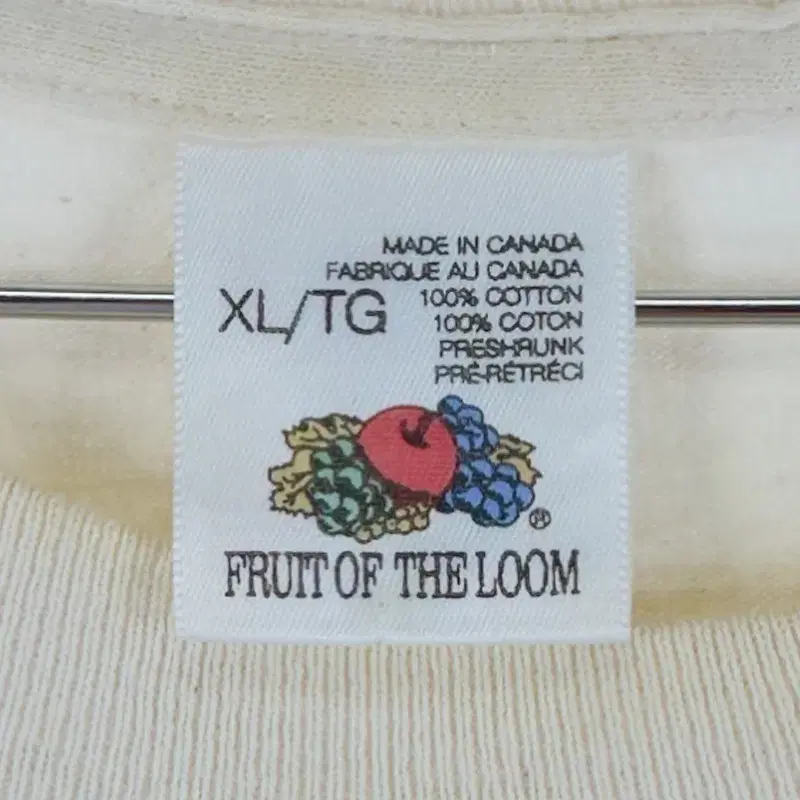 MADE IN CANADA
FABRIQUE AU CANADA
XL/TG
100% COTTON
100% COTON
PRESHRUNK
PRÉ-RÉTRÉCI
®
FRUIT OF THE LOOM